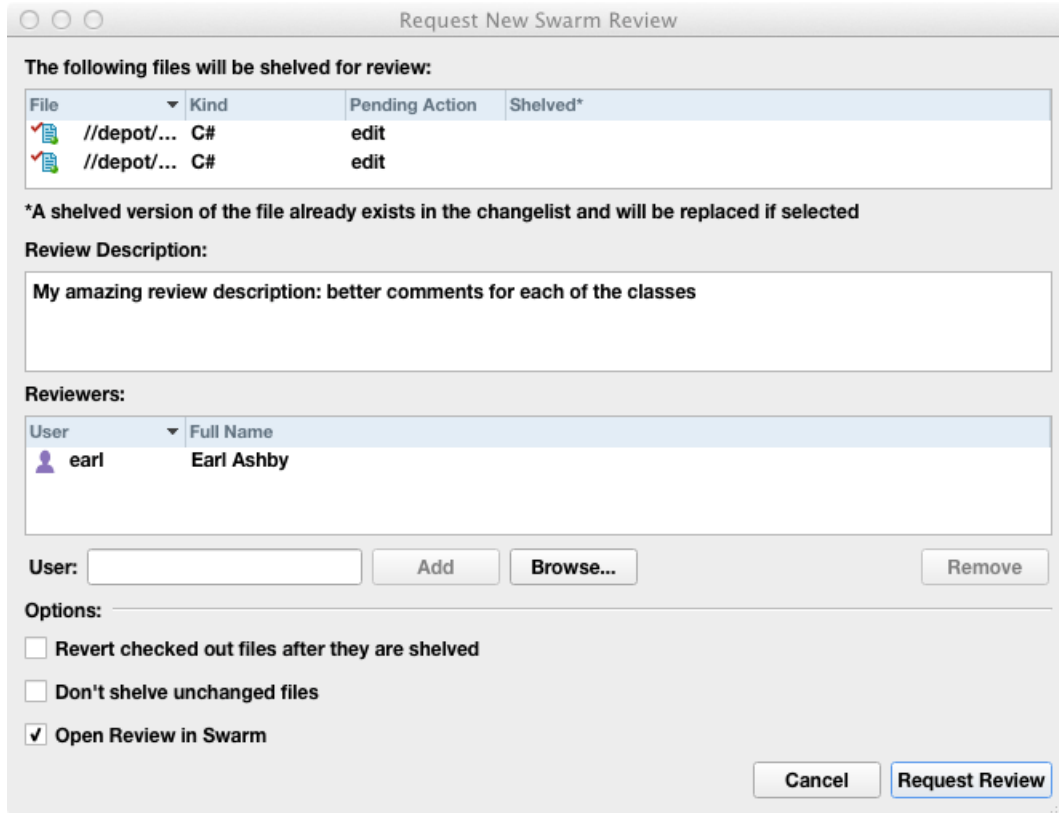 Request New Swarm Review
The following files will be shelved for review:
File Kind Pending Action Shelved*
//depot/... C# edit
//depot/... C# edit
*A shelved version of the file already exists in the changelist and will be replaced if selected
Review Description:
My amazing review description: better comments for each of the classes
Reviewers:
User Full Name
earl Earl Ashby
User: Add Browse... Remove
Options:
Revert checked out files after they are shelved
Don't shelve unchanged files
Open Review in Swarm
Cancel Request Review